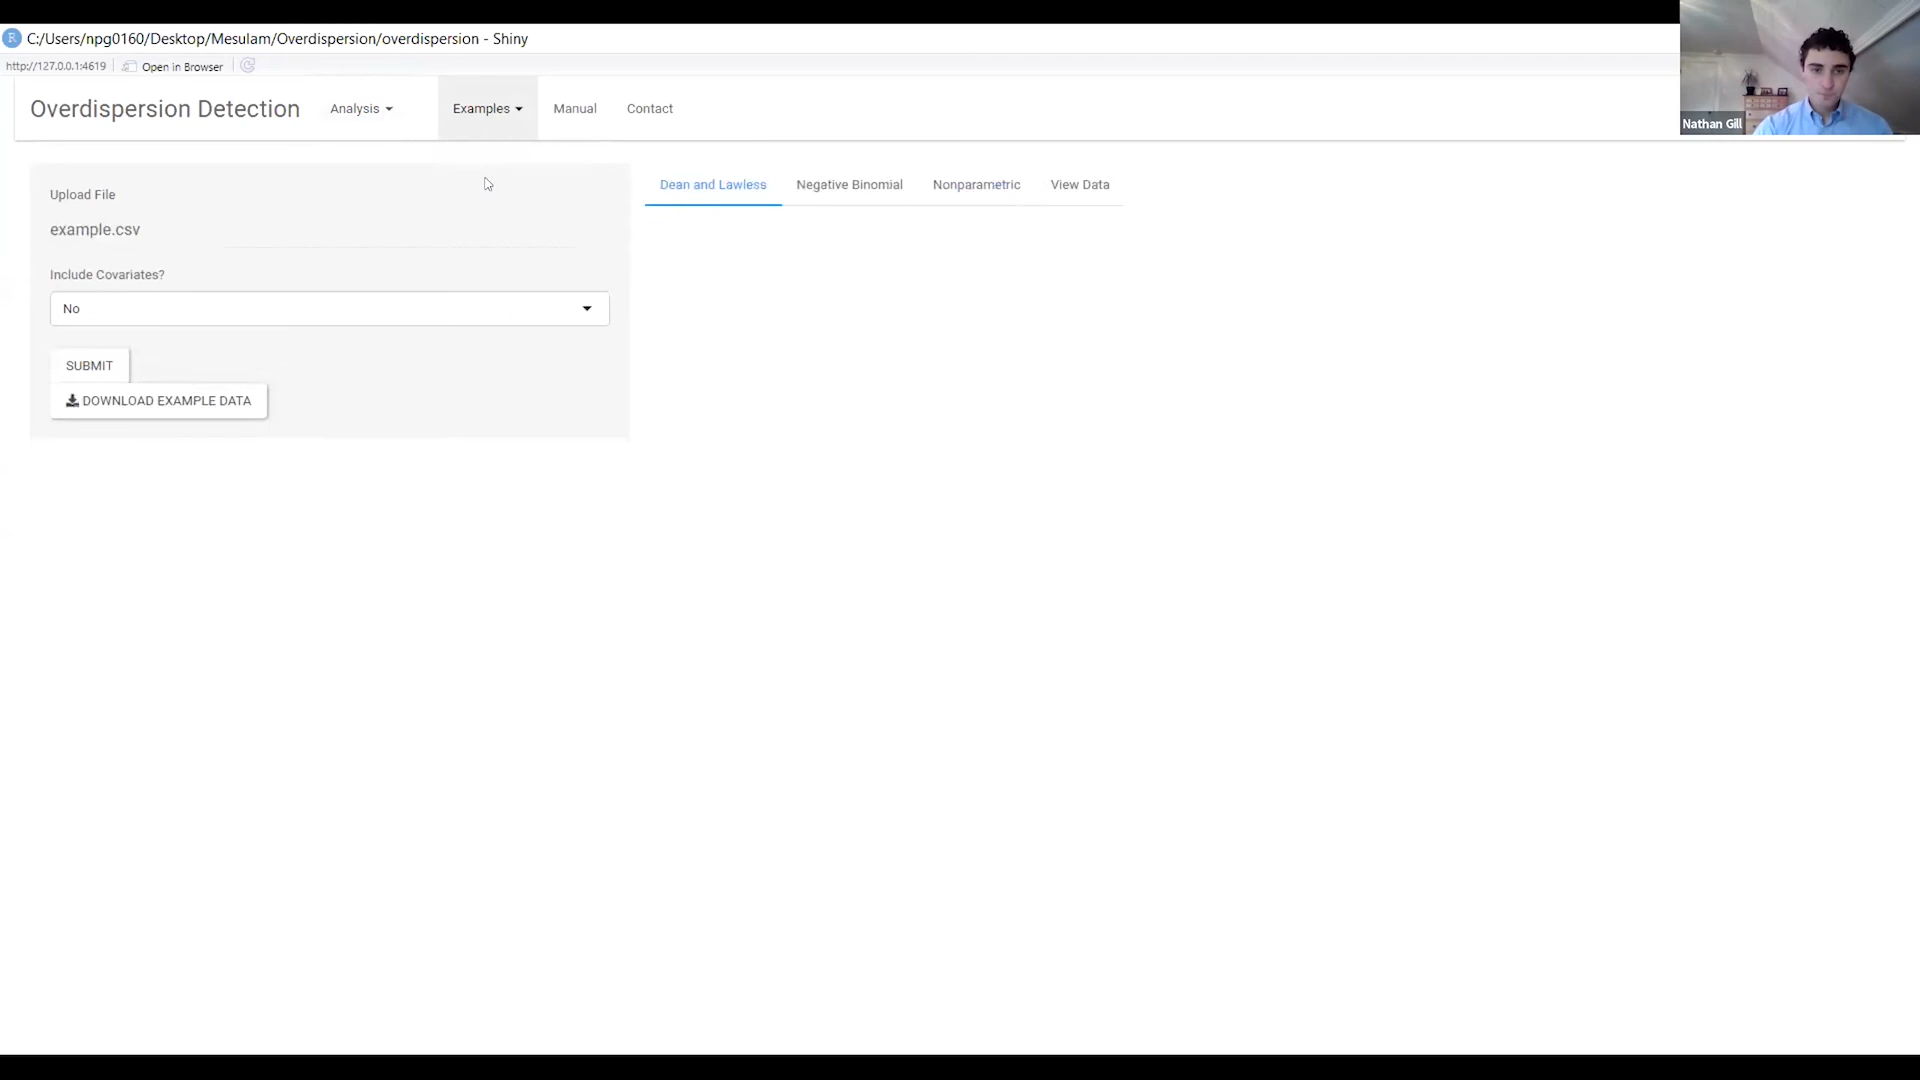 C:/Users/npg0160/Desktop/Mesulam/Overdispersion/overdispersion - Shiny
http://127.0.0.1:4619 Open in Browser
Overdispersion Detection Analysis Examples Manual Contact
Nathan Gill
Upload File
example.csv
Include Covariates?
No
SUBMIT
DOWNLOAD EXAMPLE DATA
Dean and Lawless Negative Binomial Nonparametric View Data